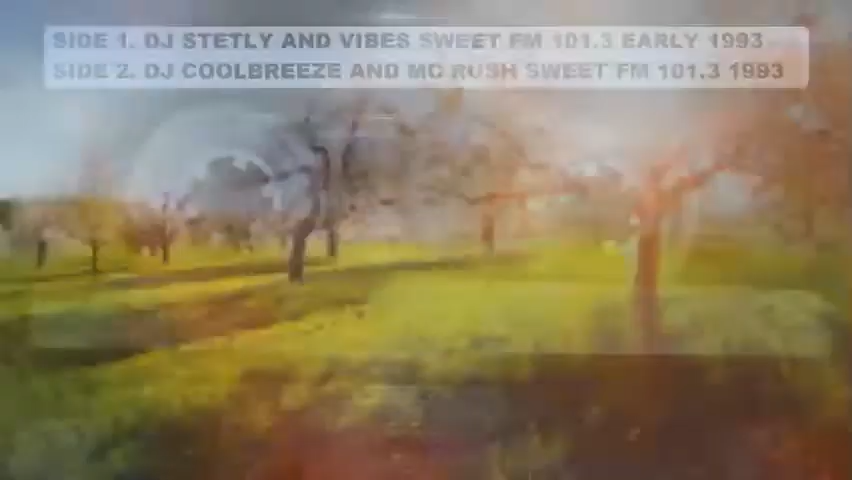 SIDE 1. DJ STETLY AND VIBES SWEET FM 101.3 EARLY 1993
SIDE 2. DJ COOLBREEZE AND MC RUSH SWEET FM 101.3 1993